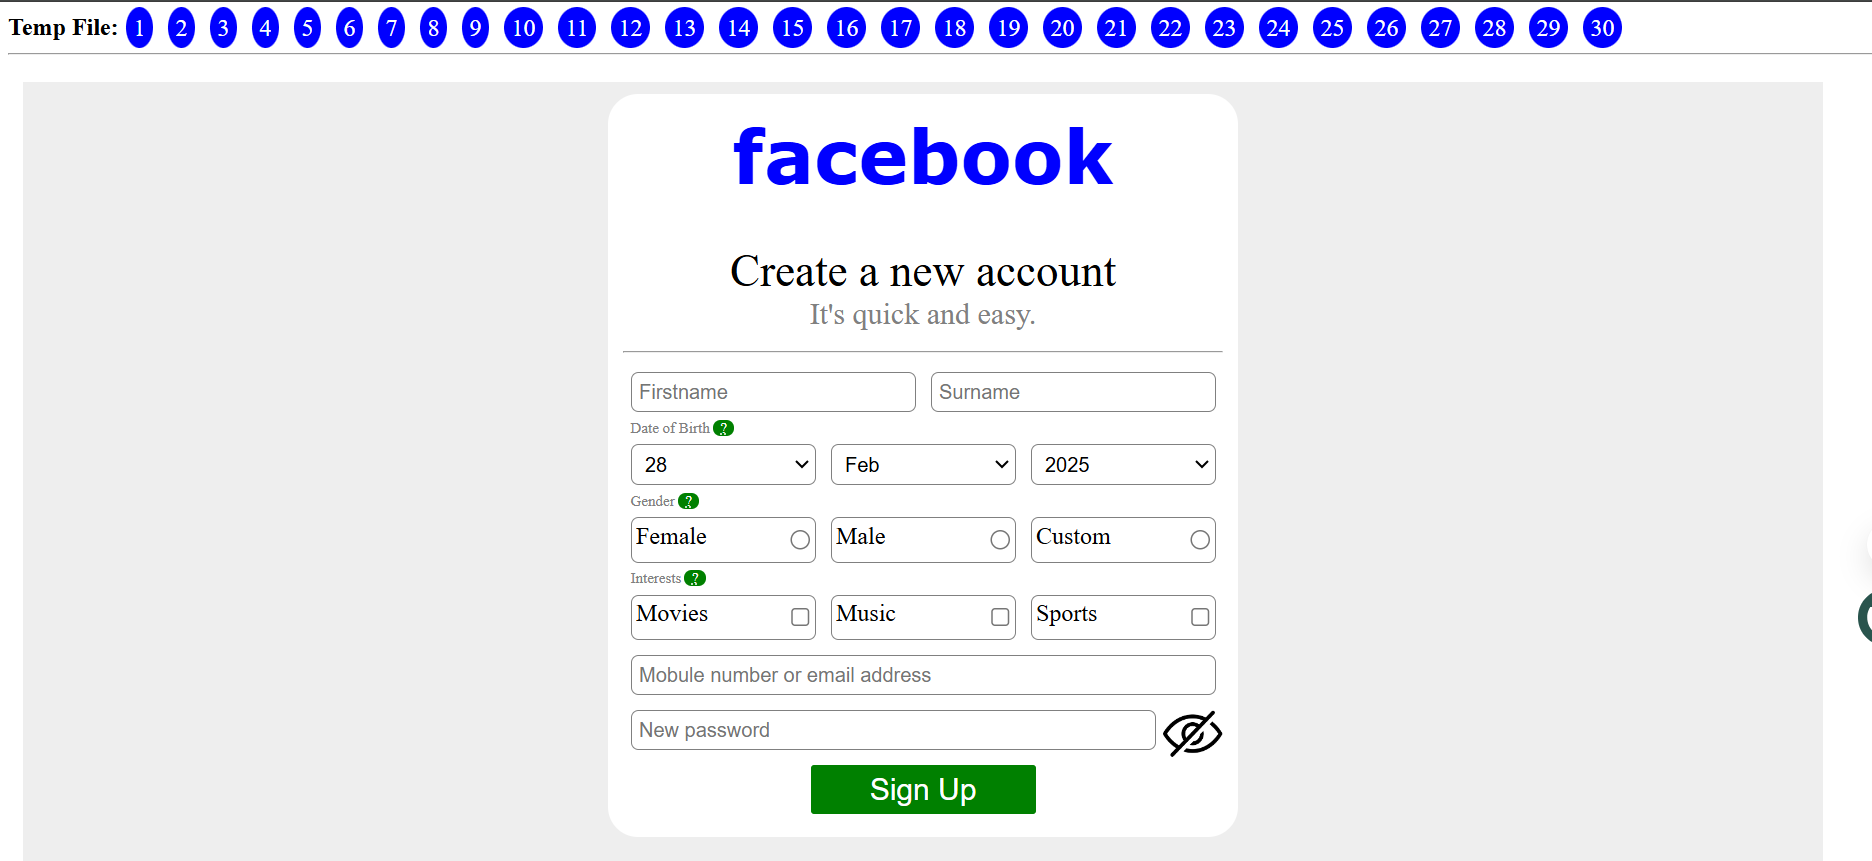 Temp File: 1 2 3 4 5 6 7 8 9 10 11 12 13 14 15 16 17 18 19 20 21 22 23 24 25 26 27 28 29 30
facebook
Create a new account
It's quick and easy.
Firstname Surname
Date of Birth ?
28 Feb 2025
Gender ?
Female Male Custom
Interests ?
Movies Music Sports
Mobule number or email address
New password
Sign Up